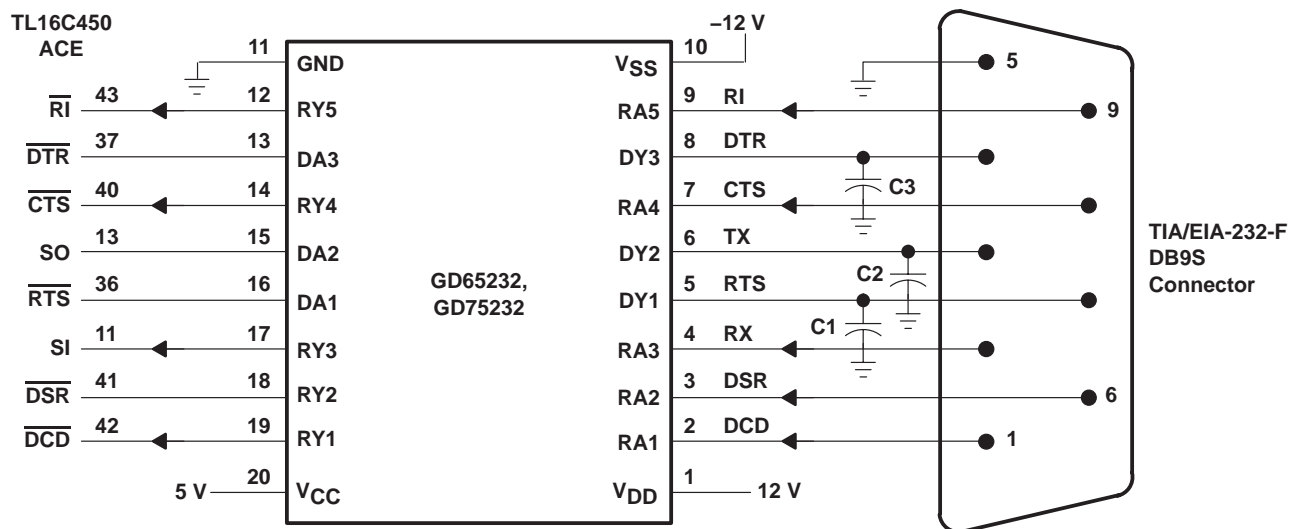 TL16C450
ACE
–12 V
11 GND VSS 10 5
RI 43 12 RY5 RA5 9 RI 9
DTR 37 13 DA3 DY3 8 DTR
C3
CTS 40 14 RY4 RA4 7 CTS
SO 13 15 DA2 DY2 6 TX
C2
RTS 36 16 DA1 DY1 5 RTS
C1
SI 11 17 RY3 RA3 4 RX
DSR 41 18 RY2 RA2 3 DSR 6
DCD 42 19 RY1 RA1 2 DCD 1
5 V 20 VCC VDD 1 12 V
GD65232,
GD75232
TIA/EIA-232-F
DB9S
Connector